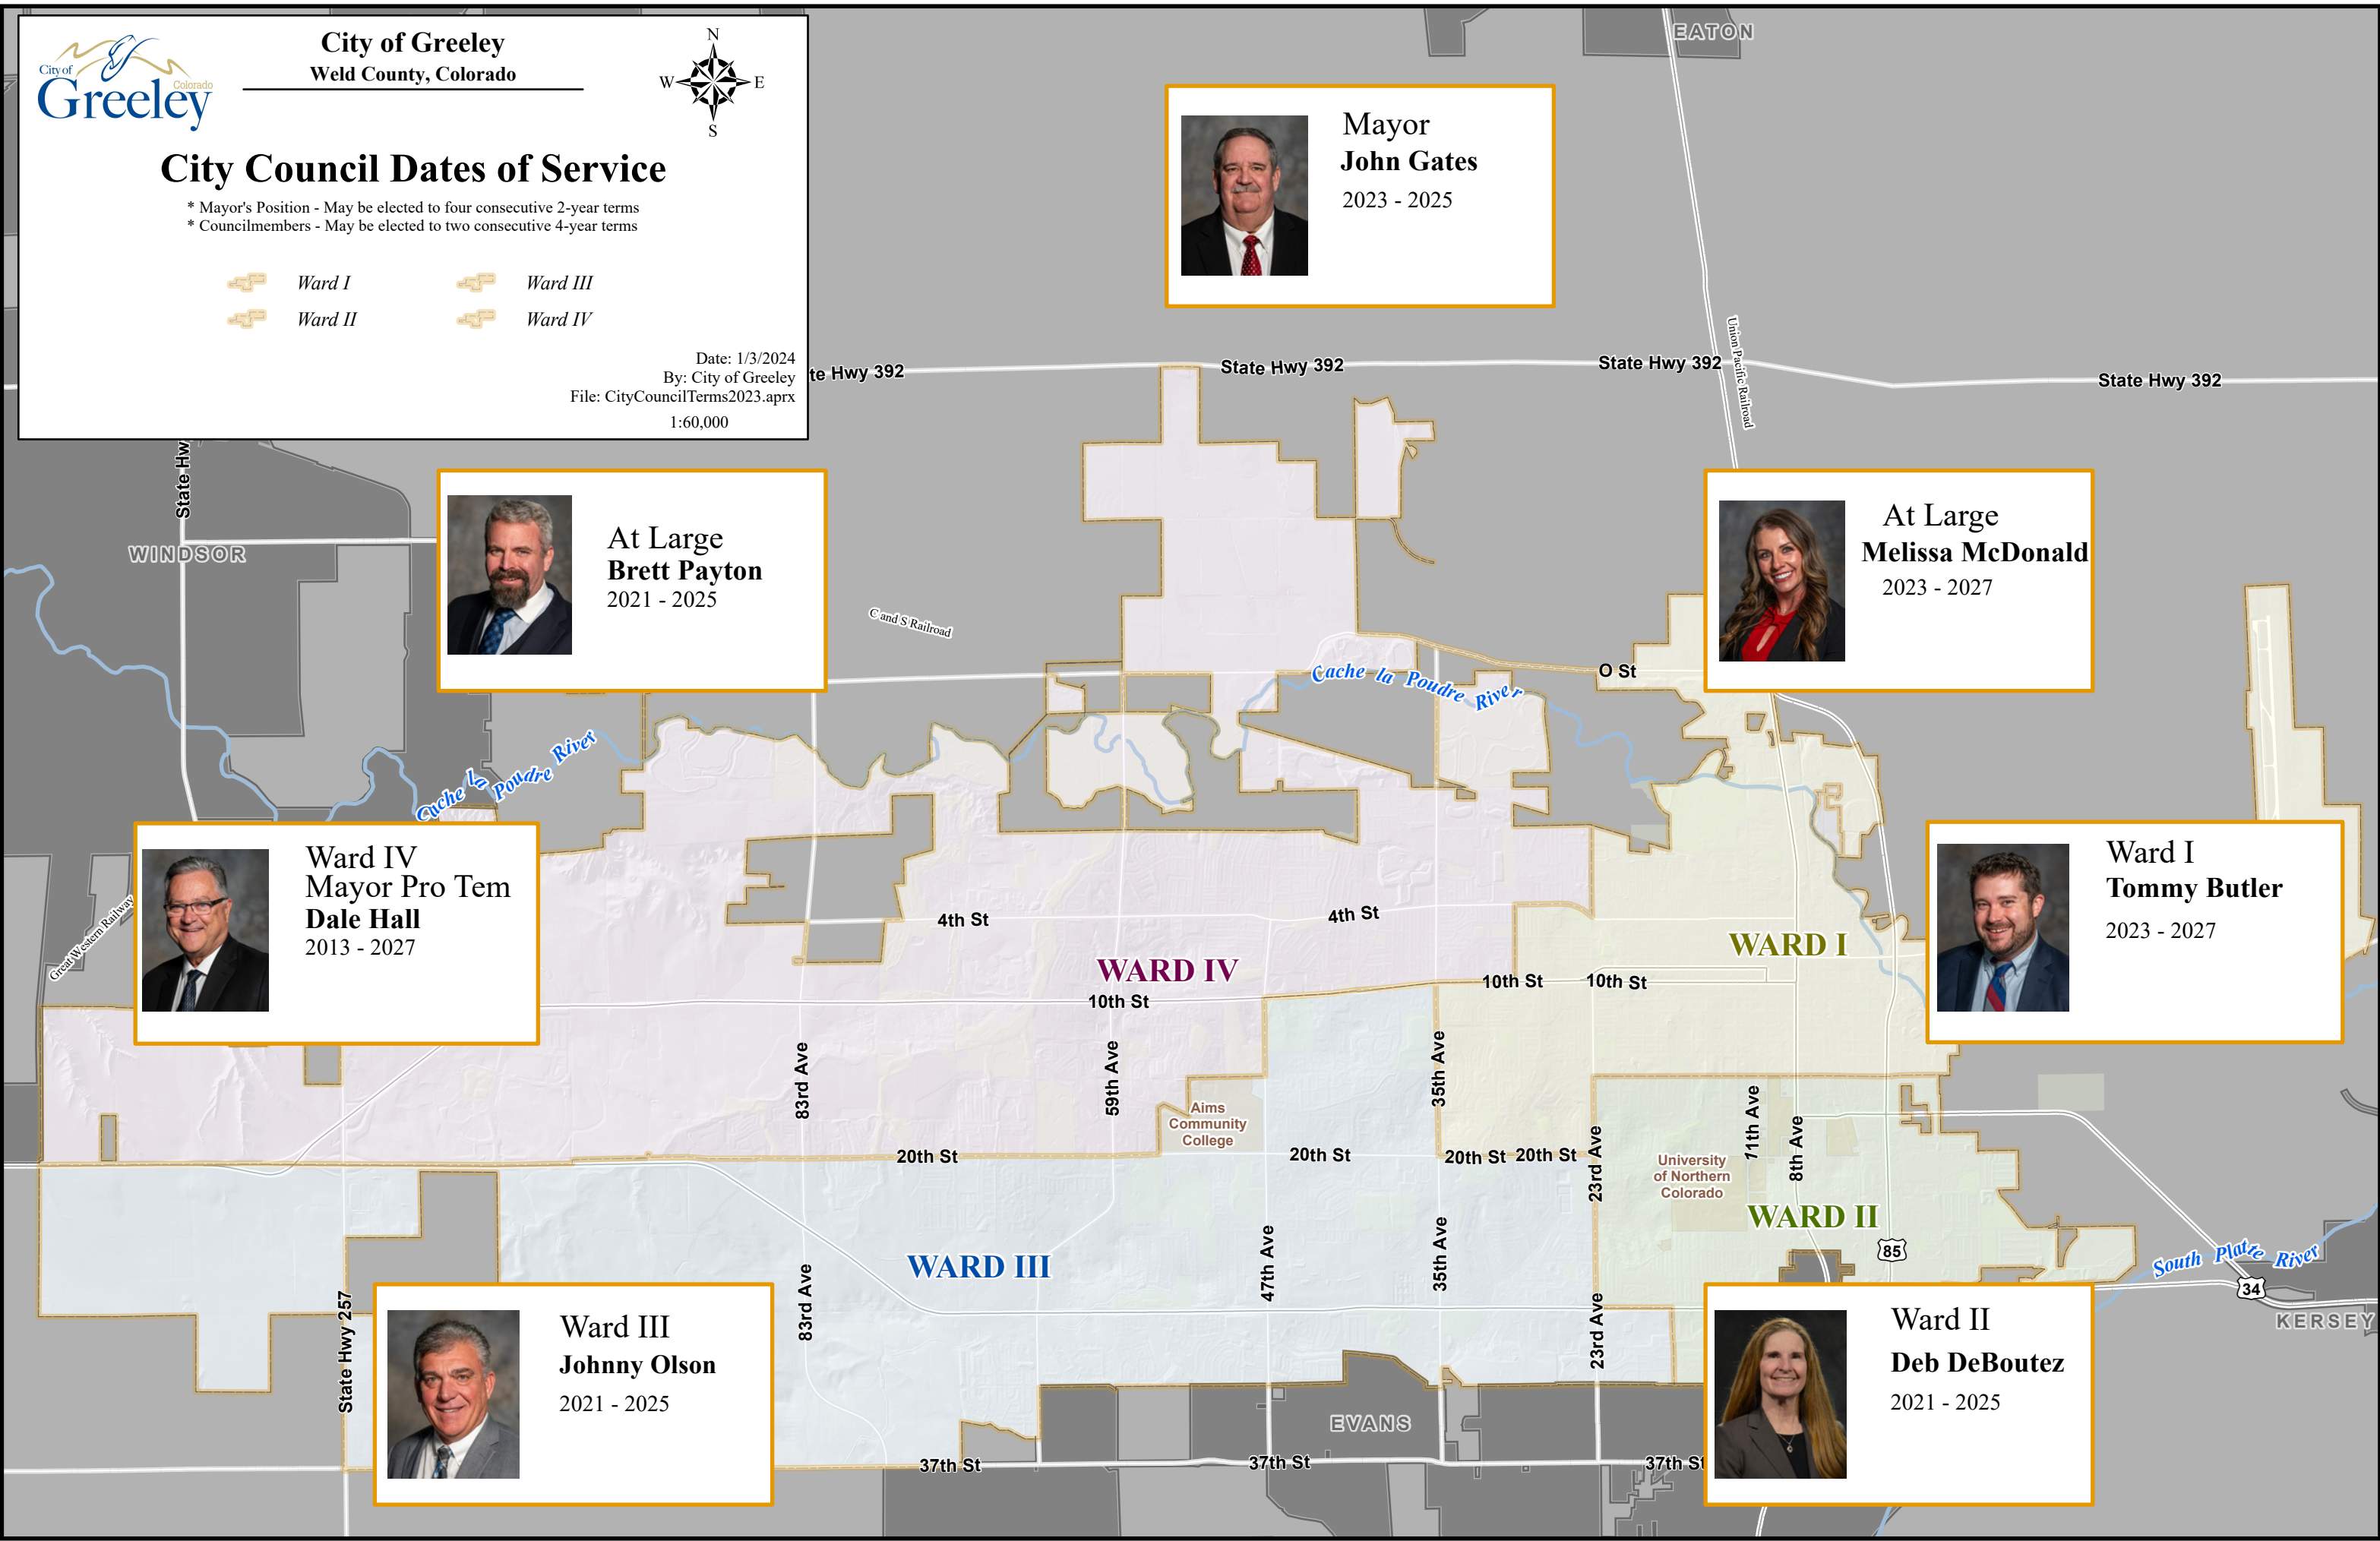 City of
Greeley
Colorado
City of Greeley
Weld County, Colorado
N
W
E
S
City Council Dates of Service
* Mayor's Position - May be elected to four consecutive 2-year terms
* Councilmembers - May be elected to two consecutive 4-year terms
Ward I
Ward III
Ward II
Ward IV
Date: 1/3/2024
By: City of Greeley
File: CityCouncilTerms2023.aprx
1:60,000
EATON
Mayor
John Gates
2023 - 2025
Union Pacific Railroad
te Hwy 392
State Hwy 392
State Hwy 392
State Hwy 392
State Hw
WINDSOR
At Large
Brett Payton
2021 - 2025
C and S Railroad
At Large
Melissa McDonald
2023 - 2027
O St
Cache la Poudre River
Cache la Poudre River
Great Western Railway
Ward IV
Mayor Pro Tem
Dale Hall
2013 - 2027
Ward I
Tommy Butler
2023 - 2027
4th St
4th St
WARD I
WARD IV
10th St
10th St
10th St
83rd Ave
59th Ave
35th Ave
11th Ave
8th Ave
23rd Ave
Aims
Community
College
20th St
20th St
20th St
20th St
University
of Northern
Colorado
WARD II
WARD III
47th Ave
35th Ave
83rd Ave
23rd Ave
85
South Platte River
34
KERSEY
State Hwy 257
Ward III
Johnny Olson
2021 - 2025
Ward II
Deb DeBoutez
2021 - 2025
EVANS
37th St
37th St
37th St